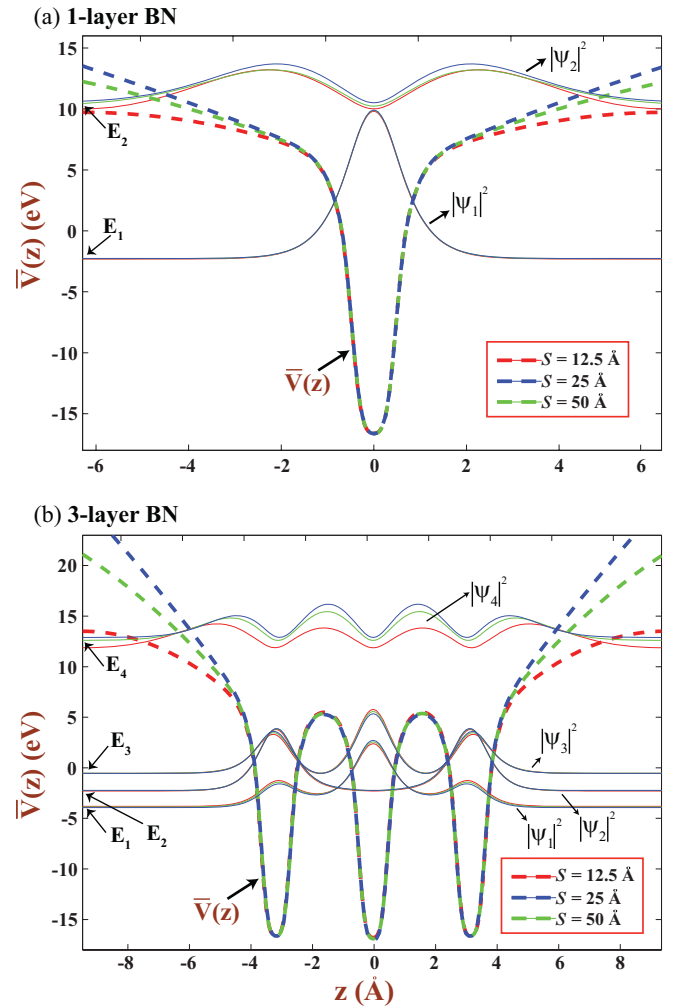 (a) 1-layer BN
15
10
5
0
-5
-10
-15
V̅(z) (eV)
|ψ₂|²
E₂
|ψ₁|²
E₁
V̅(z)
S = 12.5 Å
S = 25 Å
S = 50 Å
-6 -4 -2 0 2 4 6
(b) 3-layer BN
20
15
10
5
0
-5
-10
-15
V̅(z) (eV)
|ψ₄|²
E₄
E₃
|ψ₃|²
E₁
E₂
|ψ₁|²
|ψ₂|²
V̅(z)
S = 12.5 Å
S = 25 Å
S = 50 Å
-8 -6 -4 -2 0 2 4 6 8
z (Å)